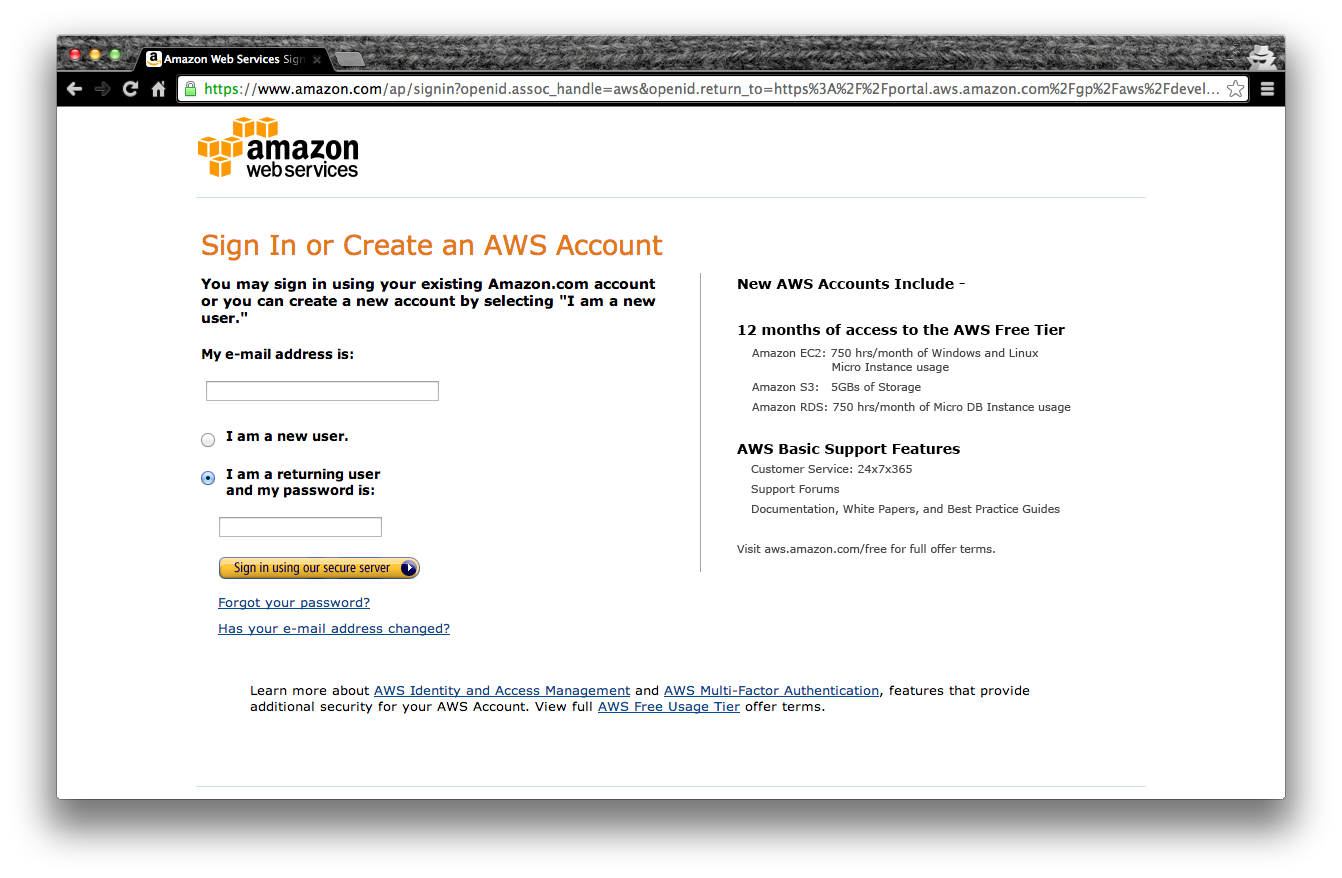 Amazon Web Services Sign
https://www.amazon.com/ap/signin?openid.assoc_handle=aws&openid.return_to=https%3A%2F%2Fportal.aws.amazon.com%2Fgp%2Faws%2Fdevel...
amazon
webservices
Sign In or Create an AWS Account
You may sign in using your existing Amazon.com account
or you can create a new account by selecting "I am a new
user."
My e-mail address is:
I am a new user.
I am a returning user
and my password is:
Sign in using our secure server
Forgot your password?
Has your e-mail address changed?
New AWS Accounts Include -
12 months of access to the AWS Free Tier
Amazon EC2: 750 hrs/month of Windows and Linux
Micro Instance usage
Amazon S3: 5GBs of Storage
Amazon RDS: 750 hrs/month of Micro DB Instance usage
AWS Basic Support Features
Customer Service: 24x7x365
Support Forums
Documentation, White Papers, and Best Practice Guides
Visit aws.amazon.com/free for full offer terms.
Learn more about AWS Identity and Access Management and AWS Multi-Factor Authentication, features that provide
additional security for your AWS Account. View full AWS Free Usage Tier offer terms.